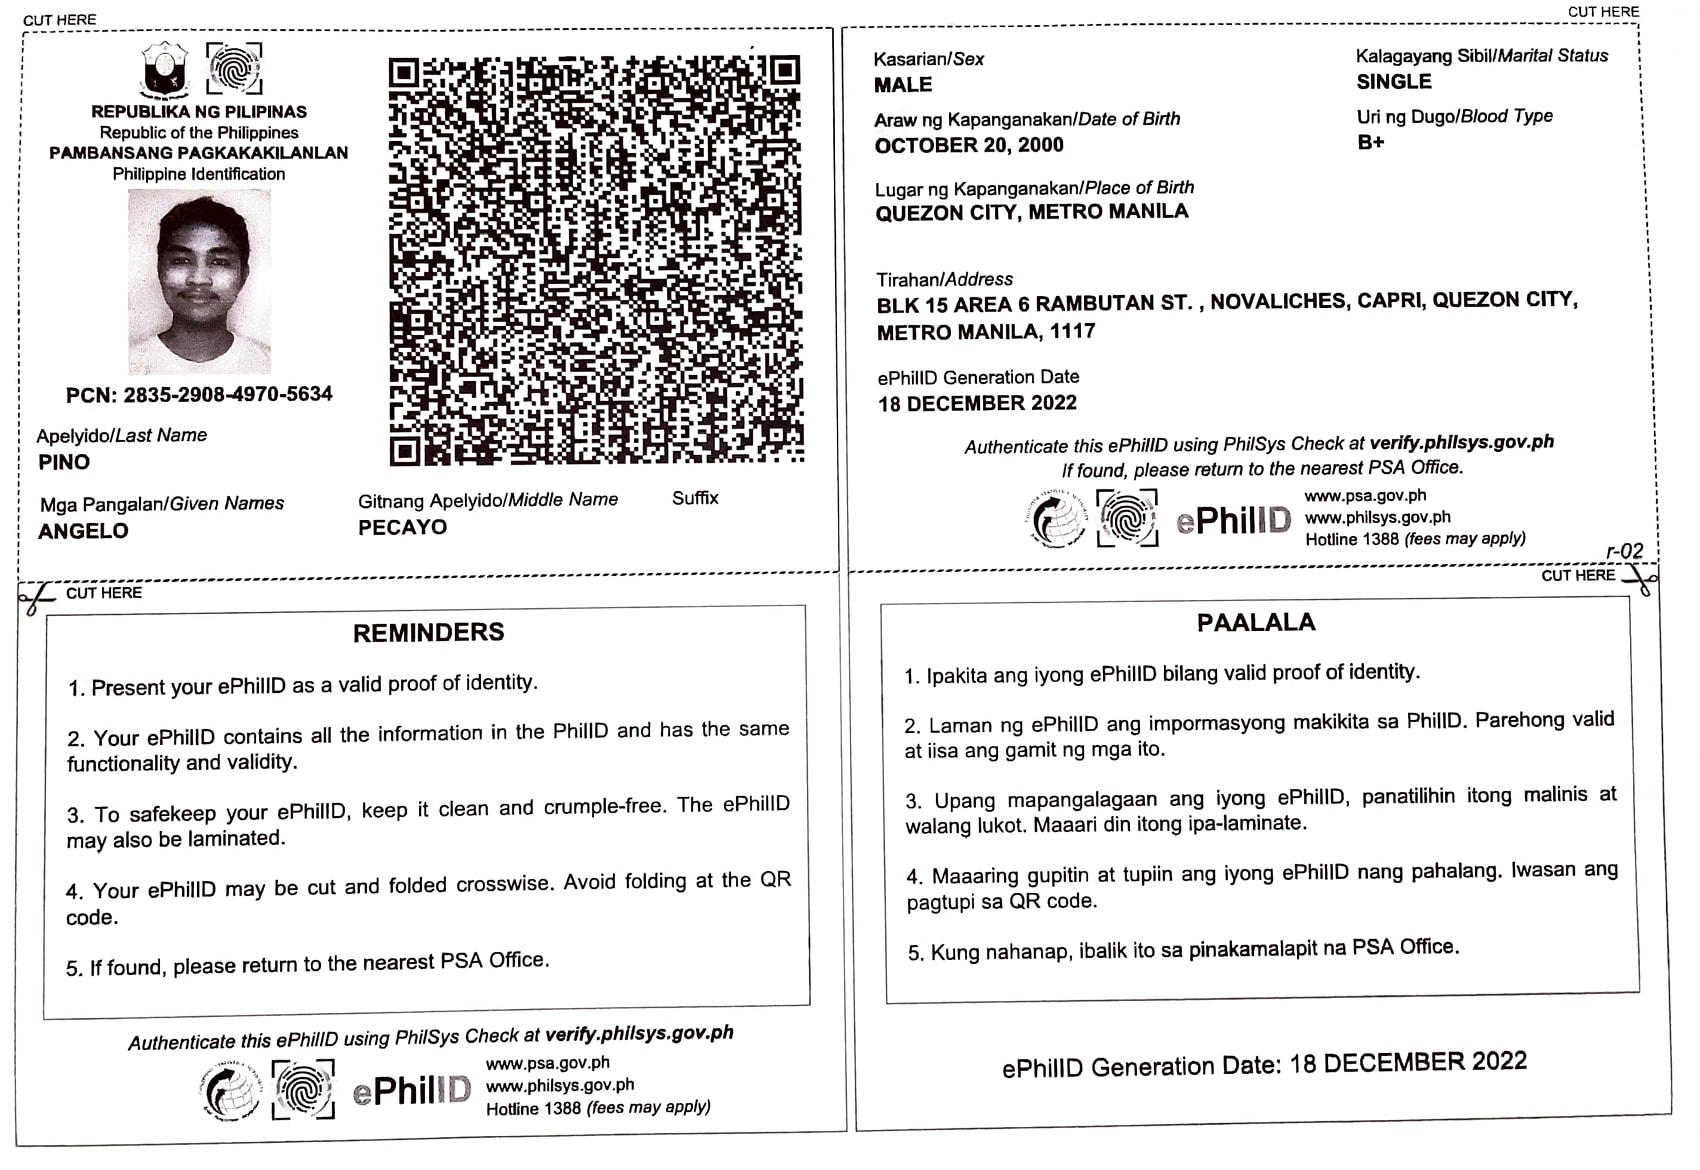 CUT HERE
CUT HERE
REPUBLIKA NG PILIPINAS
Republic of the Philippines
PAMBANSANG PAGKAKAKILANLAN
Philippine Identification
PCN: 2835-2908-4970-5634
Apelyido/Last Name
PINO
Mga Pangalan/Given Names
ANGELO
Gitnang Apelyido/Middle Name
PECAYO
Suffix
Kasarian/Sex
MALE
Kalagayang Sibil/Marital Status
SINGLE
Araw ng Kapanganakan/Date of Birth
OCTOBER 20, 2000
Uri ng Dugo/Blood Type
B+
Lugar ng Kapanganakan/Place of Birth
QUEZON CITY, METRO MANILA
Tirahan/Address
BLK 15 AREA 6 RAMBUTAN ST. , NOVALICHES, CAPRI, QUEZON CITY,
METRO MANILA, 1117
ePhilID Generation Date
18 DECEMBER 2022
Authenticate this ePhilID using PhilSys Check at verify.philsys.gov.ph
If found, please return to the nearest PSA Office.
ePhilID
www.psa.gov.ph
www.philsys.gov.ph
Hotline 1388 (fees may apply)
r-02
CUT HERE
CUT HERE
REMINDERS
1. Present your ePhilID as a valid proof of identity.
2. Your ePhilID contains all the information in the PhilID and has the same
functionality and validity.
3. To safekeep your ePhilID, keep it clean and crumple-free. The ePhilID
may also be laminated.
4. Your ePhilID may be cut and folded crosswise. Avoid folding at the QR
code.
5. If found, please return to the nearest PSA Office.
Authenticate this ePhilID using PhilSys Check at verify.philsys.gov.ph
ePhilID
www.psa.gov.ph
www.philsys.gov.ph
Hotline 1388 (fees may apply)
PAALALA
1. Ipakita ang iyong ePhilID bilang valid proof of identity.
2. Laman ng ePhilID ang impormasyong makikita sa PhilID. Parehong valid
at iisa ang gamit ng mga ito.
3. Upang mapangalagaan ang iyong ePhilID, panatilihin itong malinis at
walang lukot. Maaari din itong ipa-laminate.
4. Maaaring gupitin at tupiin ang iyong ePhilID nang pahalang. Iwasan ang
pagtupi sa QR code.
5. Kung nahanap, ibalik ito sa pinakamalapit na PSA Office.
ePhilID Generation Date: 18 DECEMBER 2022